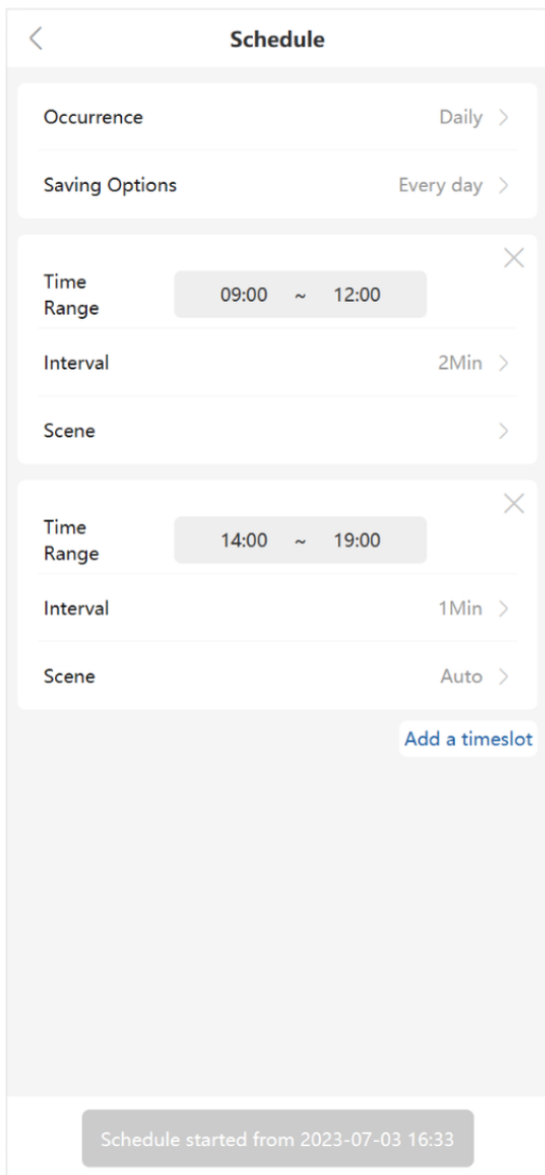 Schedule
Occurrence Daily
Saving Options Every day
Time
Range
09:00 ~ 12:00
Interval 2Min
Scene
Time
Range
14:00 ~ 19:00
Interval 1Min
Scene Auto
Add a timeslot
Schedule started from 2023-07-03 16:33